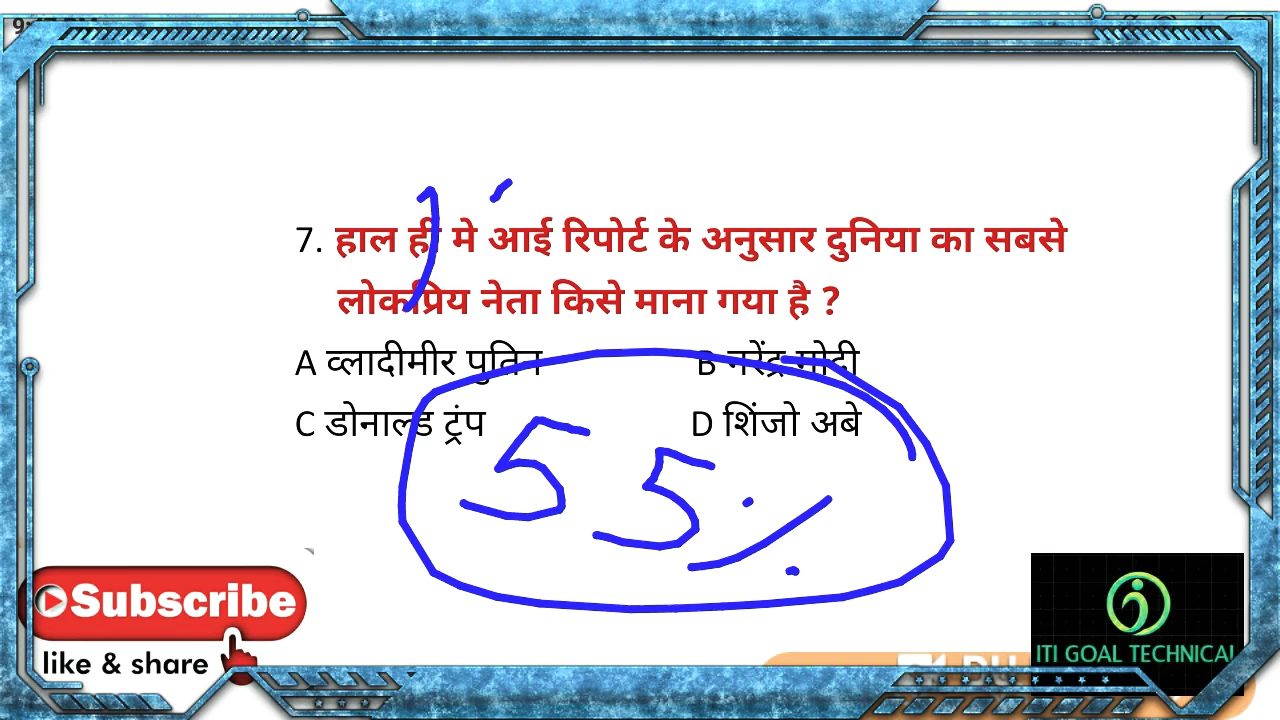 7. हाल ही मे आई रिपोर्ट के अनुसार दुनिया का सबसे
लोकप्रिय नेता किसे माना गया है ?
A व्लादीमीर पुतिन B नरेंद्र मोदी
C डोनाल्ड ट्रंप D शिंजो अबे
55%
Subscribe
like & share
ITI GOAL TECHNICAL